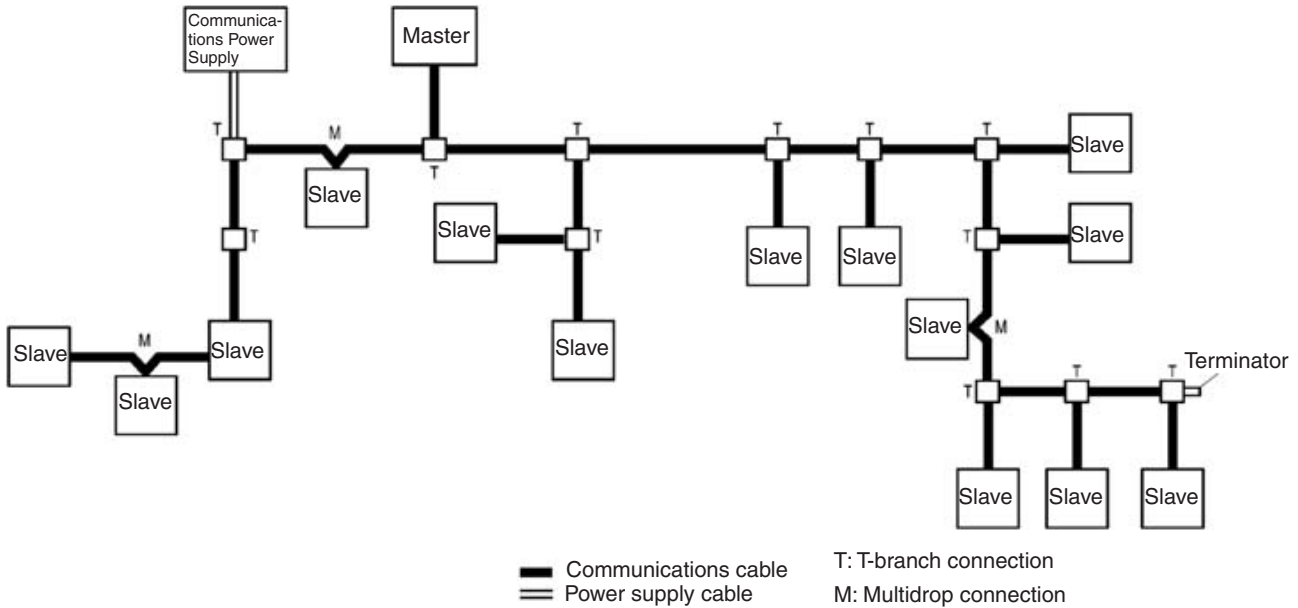 Communica-
tions Power
Supply
Master
T
M
T
T
T
T
T
Slave
Slave
Slave
T
T
Slave
T
Slave
Slave
Slave
Slave
M
Slave
Slave
Slave
M
Slave
Terminator
T
T
T
Slave
Slave
Slave
Slave
Communications cable
Power supply cable
T: T-branch connection
M: Multidrop connection